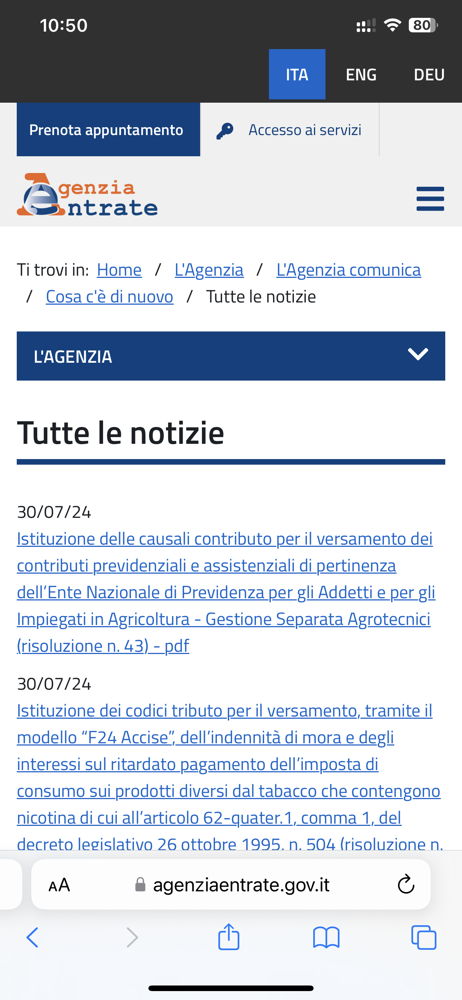 10:50
80
ITA ENG DEU
Prenota appuntamento Accesso ai servizi
Agenzia
entrate
Ti trovi in: Home / L'Agenzia / L'Agenzia comunica
/ Cosa c'è di nuovo / Tutte le notizie
L'AGENZIA
Tutte le notizie
30/07/24
Istituzione delle causali contributo per il versamento dei
contributi previdenziali e assistenziali di pertinenza
dell’Ente Nazionale di Previdenza per gli Addetti e per gli
Impiegati in Agricoltura - Gestione Separata Agrotecnici
(risoluzione n. 43) - pdf
30/07/24
Istituzione dei codici tributo per il versamento, tramite il
modello “F24 Accise”, dell’indennità di mora e degli
interessi sul ritardato pagamento dell’imposta di
consumo sui prodotti diversi dal tabacco che contengono
nicotina di cui all’articolo 62-quater.1, comma 1, del
decreto legislativo 26 ottobre 1995, n. 504 (risoluzione n.
AA agenziaentrate.gov.it